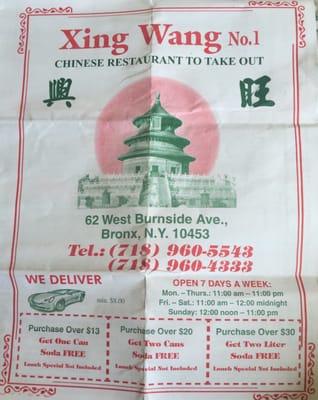 Xing Wang No.1
CHINESE RESTAURANT TO TAKE OUT
興 旺
62 West Burnside Ave.,
Bronx, N.Y. 10453
Tel.: (718) 960-5543
(718) 960-4333
WE DELIVER
min.
OPEN 7 DAYS A WEEK:
Mon. – Thurs.: 11:00 am – 11:00 pm
Fri. – Sat.: 11:00 am – 12:00 midnight
Sunday: 12:00 noon – 11:00 pm
Purchase Over $13
Get One Can
Soda FREE
Lunch Special Not Included
Purchase Over $20
Get Two Cans
Soda FREE
Lunch Special Not Included
Purchase Over $30
Get Two Liter
Soda FREE
Lunch Special Not Included